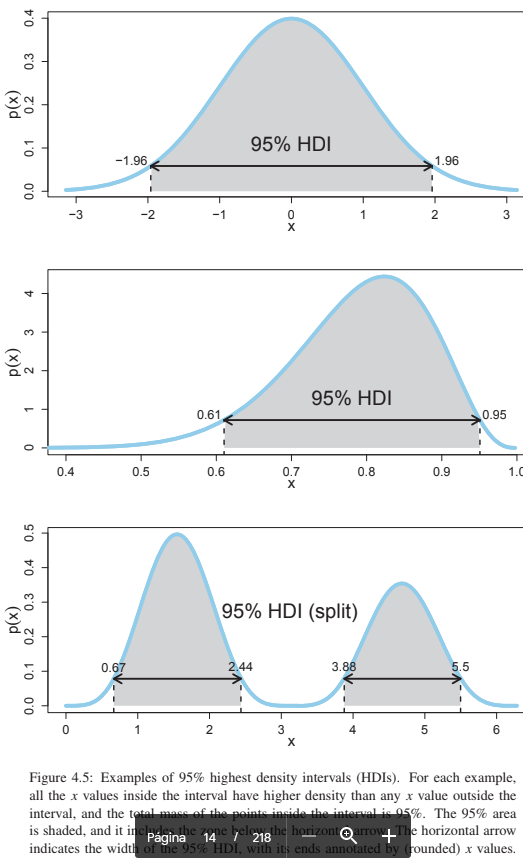 0.4
0.3
0.2
0.1
0.0
p(x)
95% HDI
−1.96
1.96
−3 −2 −1 0 1 2 3
x
4
3
2
1
0
p(x)
95% HDI
0.61
0.95
0.4 0.5 0.6 0.7 0.8 0.9 1.0
x
0.5
0.4
0.3
0.2
0.1
0.0
p(x)
95% HDI (split)
0.67 2.44 3.88 5.5
0 1 2 3 4 5 6
x
Figure 4.5: Examples of 95% highest density intervals (HDIs). For each example,
all the x values inside the interval have higher density than any x value outside the
interval, and the total mass of the points inside the interval is 95%. The 95% area
is shaded, and it includes the zone below the horizontal arrow. The horizontal arrow
indicates the width of the 95% HDI, with its ends annotated by (rounded) x values.
Pagina 14 / 218